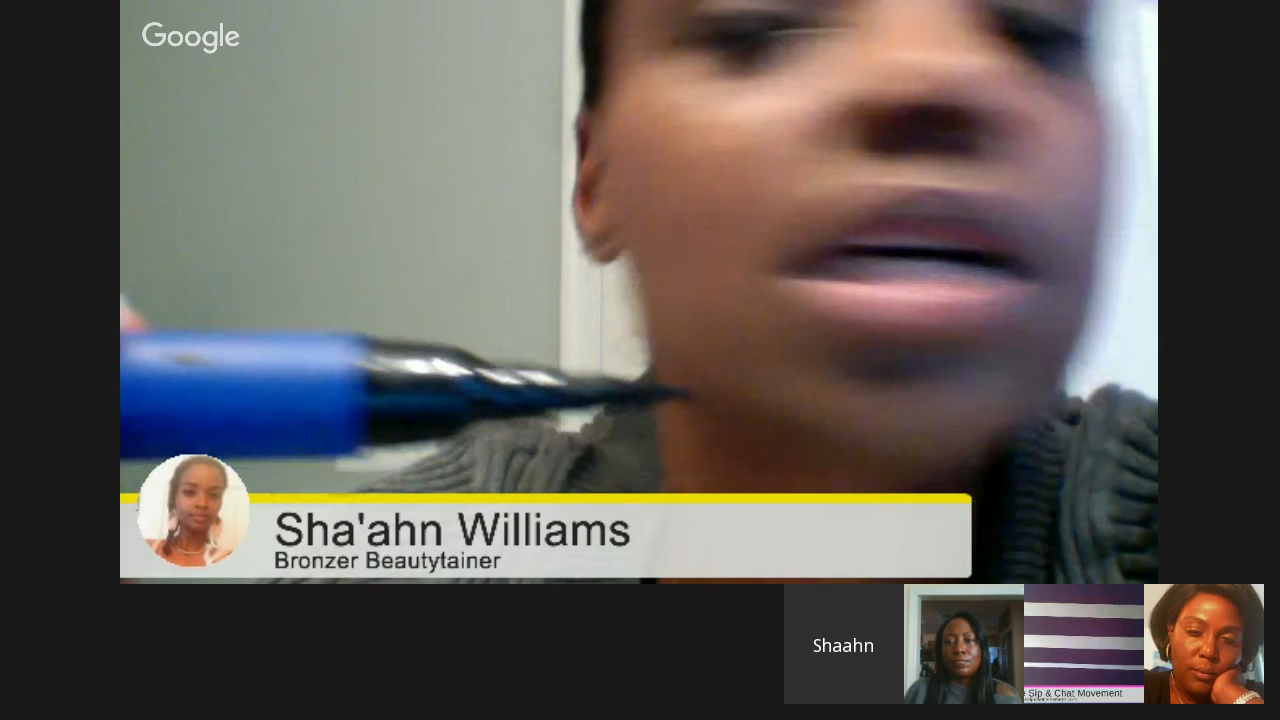 Google
Sha'ahn Williams
Bronzer Beautytainer
Shaahn
Sip & Chat Movement